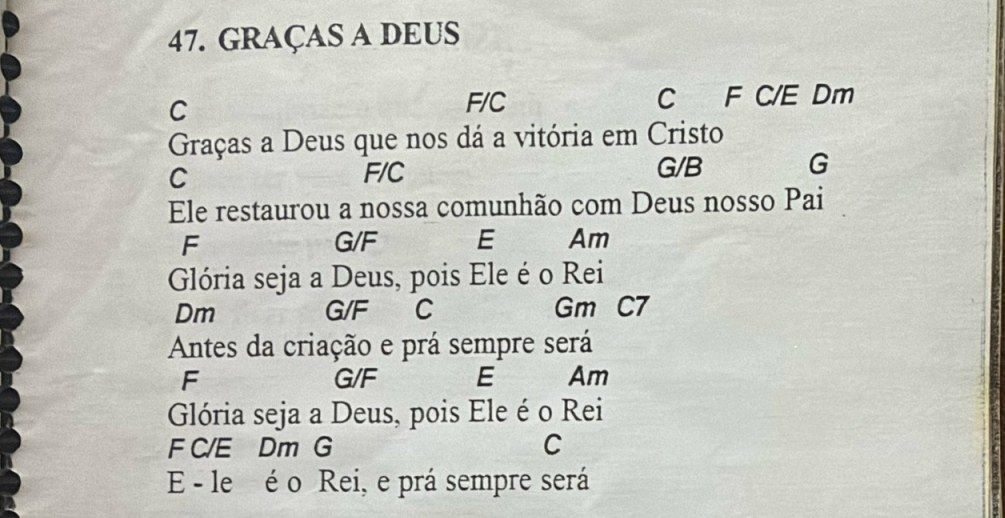 47. GRAÇAS A DEUS
C F/C C F C/E Dm
Graças a Deus que nos dá a vitória em Cristo
C F/C G/B G
Ele restaurou a nossa comunhão com Deus nosso Pai
F G/F E Am
Glória seja a Deus, pois Ele é o Rei
Dm G/F C Gm C7
Antes da criação e prá sempre será
F G/F E Am
Glória seja a Deus, pois Ele é o Rei
F C/E Dm G C
E - le é o Rei, e prá sempre será